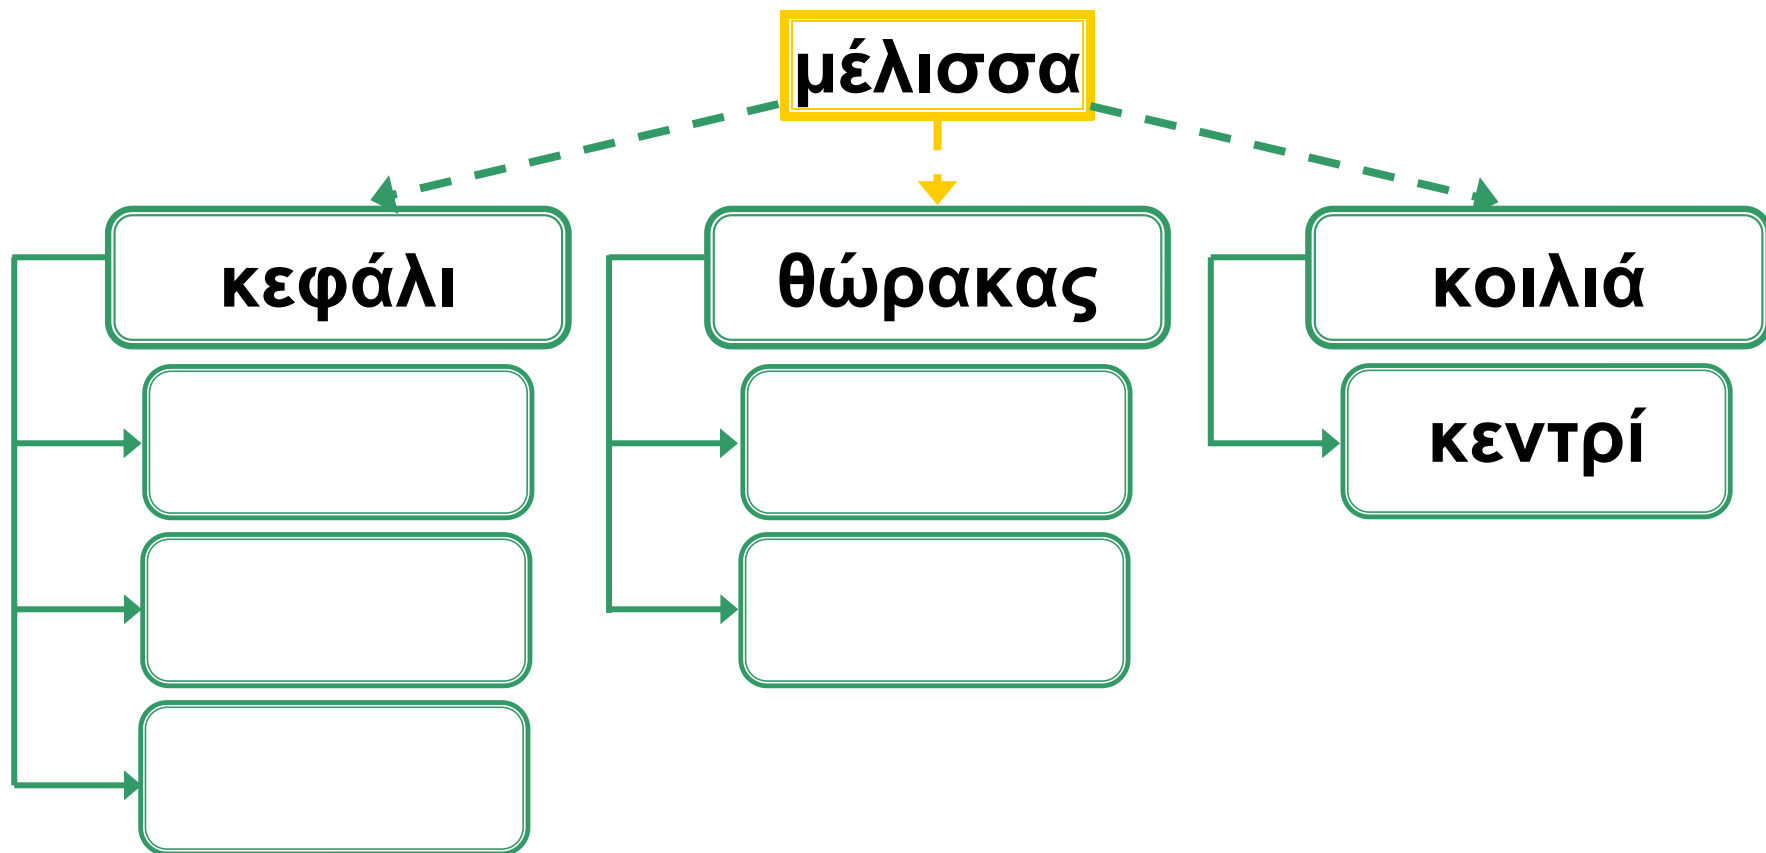 μέλισσα
κεφάλι
θώρακας
κοιλιά
κεντρί